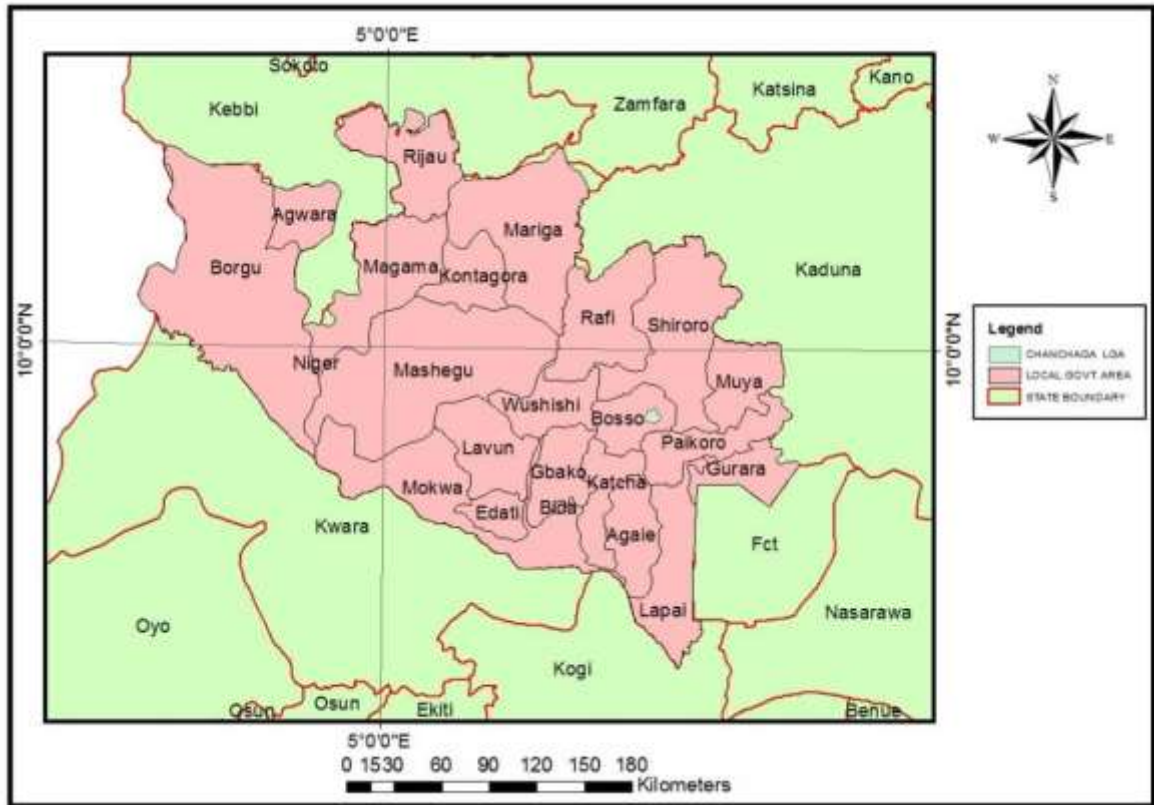 5°0'0"E
Sokoto
Kebbi
Zamfara
Katsina
Kano
N
W
E
S
Rijau
Agwara
Mariga
Borgu
Magama
Kontagora
Kaduna
10°0'0"N
Rafi
Shiroro
10°0'0"N
Niger
Mashegu
Muya
Wushishi
Bosso
Lavun
Paikoro
Gbako
Katcha
Gurara
Mokwa
Edati
Bida
Agaie
Kwara
Fct
Lapai
Nasarawa
Oyo
Kogi
Osun
Osun
Ekiti
Benue
5°0'0"E
Legend
CHANCHAGA LGA
LOCAL GOVT AREA
STATE BOUNDARY
0 15 30 60 90 120 150 180
Kilometers